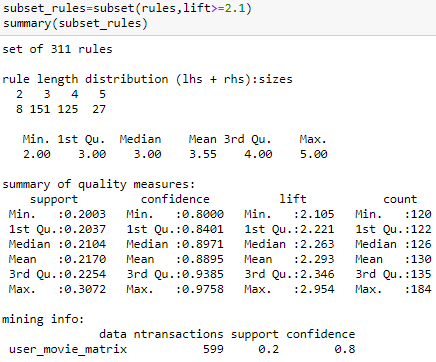 subset_rules=subset(rules,lift>=2.1)
summary(subset_rules)
set of 311 rules
rule length distribution (lhs + rhs):sizes
2 3 4 5
8 151 125 27
Min. 1st Qu. Median Mean 3rd Qu. Max.
2.00 3.00 3.00 3.55 4.00 5.00
summary of quality measures:
support confidence lift count
Min. :0.2003 Min. :0.8000 Min. :2.105 Min. :120
1st Qu.:0.2037 1st Qu.:0.8401 1st Qu.:2.221 1st Qu.:122
Median :0.2104 Median :0.8971 Median :2.263 Median :126
Mean :0.2170 Mean :0.8895 Mean :2.293 Mean :130
3rd Qu.:0.2254 3rd Qu.:0.9385 3rd Qu.:2.346 3rd Qu.:135
Max. :0.3072 Max. :0.9758 Max. :2.954 Max. :184
mining info:
data ntransactions support confidence
user_movie_matrix 599 0.2 0.8